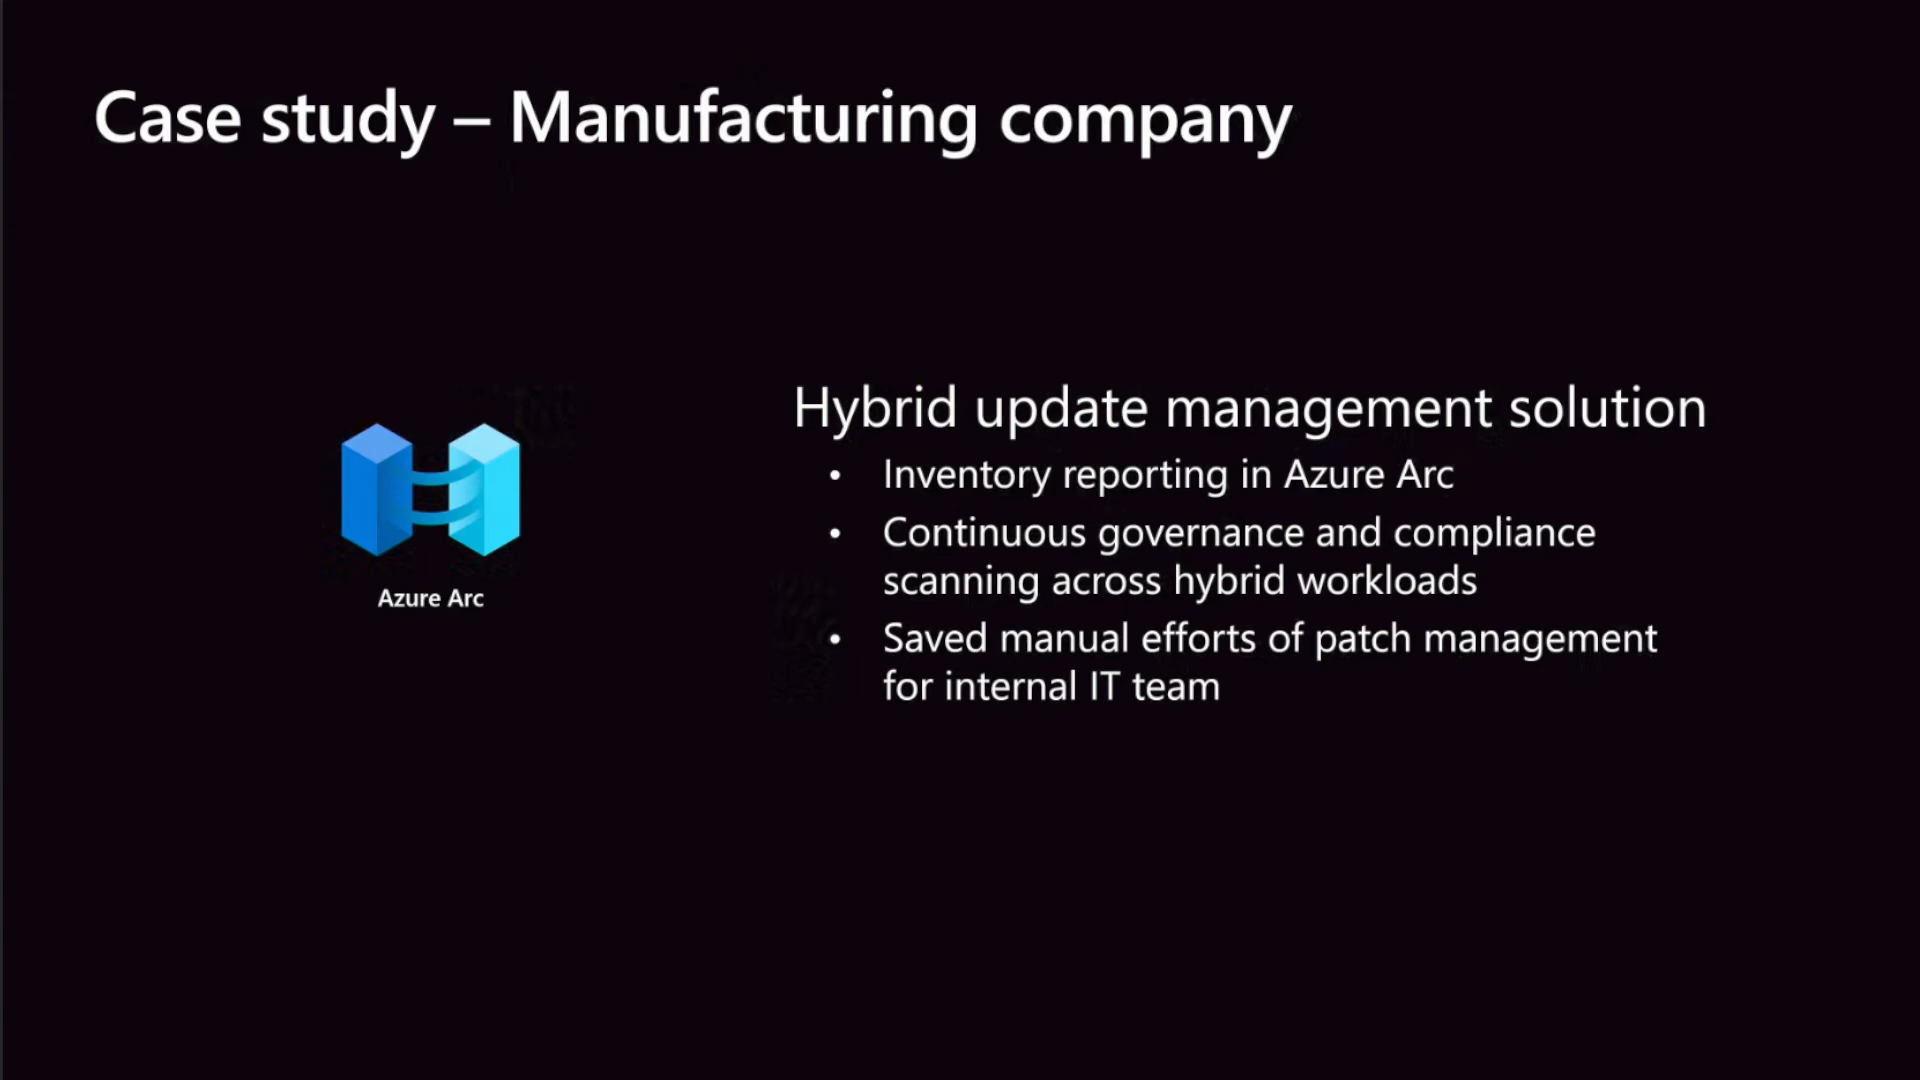 Case study – Manufacturing company
Hybrid update management solution
• Inventory reporting in Azure Arc
• Continuous governance and compliance
scanning across hybrid workloads
• Saved manual efforts of patch management
for internal IT team
Azure Arc